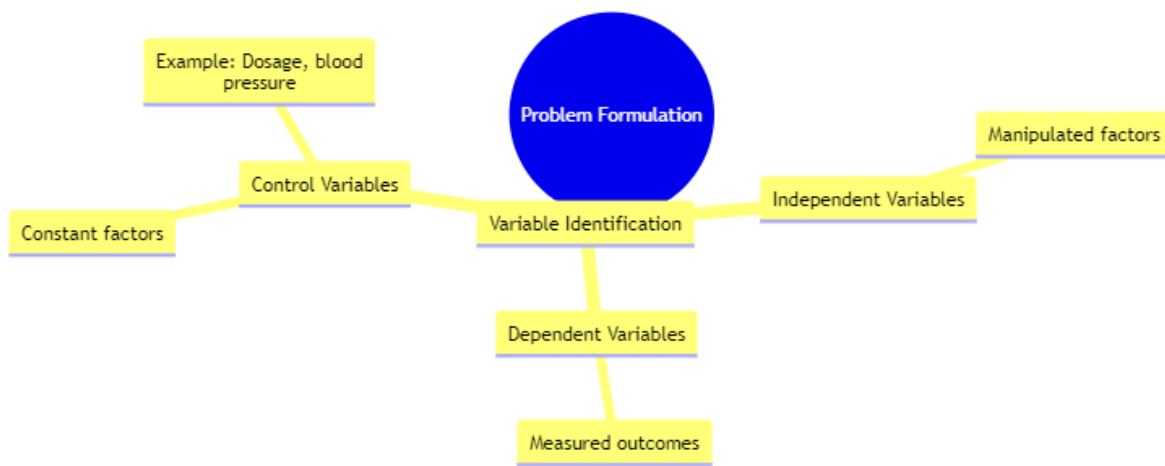 Example: Dosage, blood
pressure
Problem Formulation
Manipulated factors
Control Variables
Independent Variables
Constant factors
Variable Identification
Dependent Variables
Measured outcomes